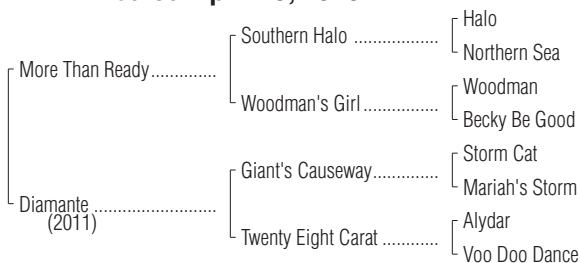 Halo
Southern Halo ..................
Northern Sea
More Than Ready..............
Woodman
Woodman's Girl ................
Becky Be Good
Storm Cat
Giant's Causeway..............
Mariah's Storm
Diamante ..........................
(2011)
Alydar
Twenty Eight Carat ............
Voo Doo Dance